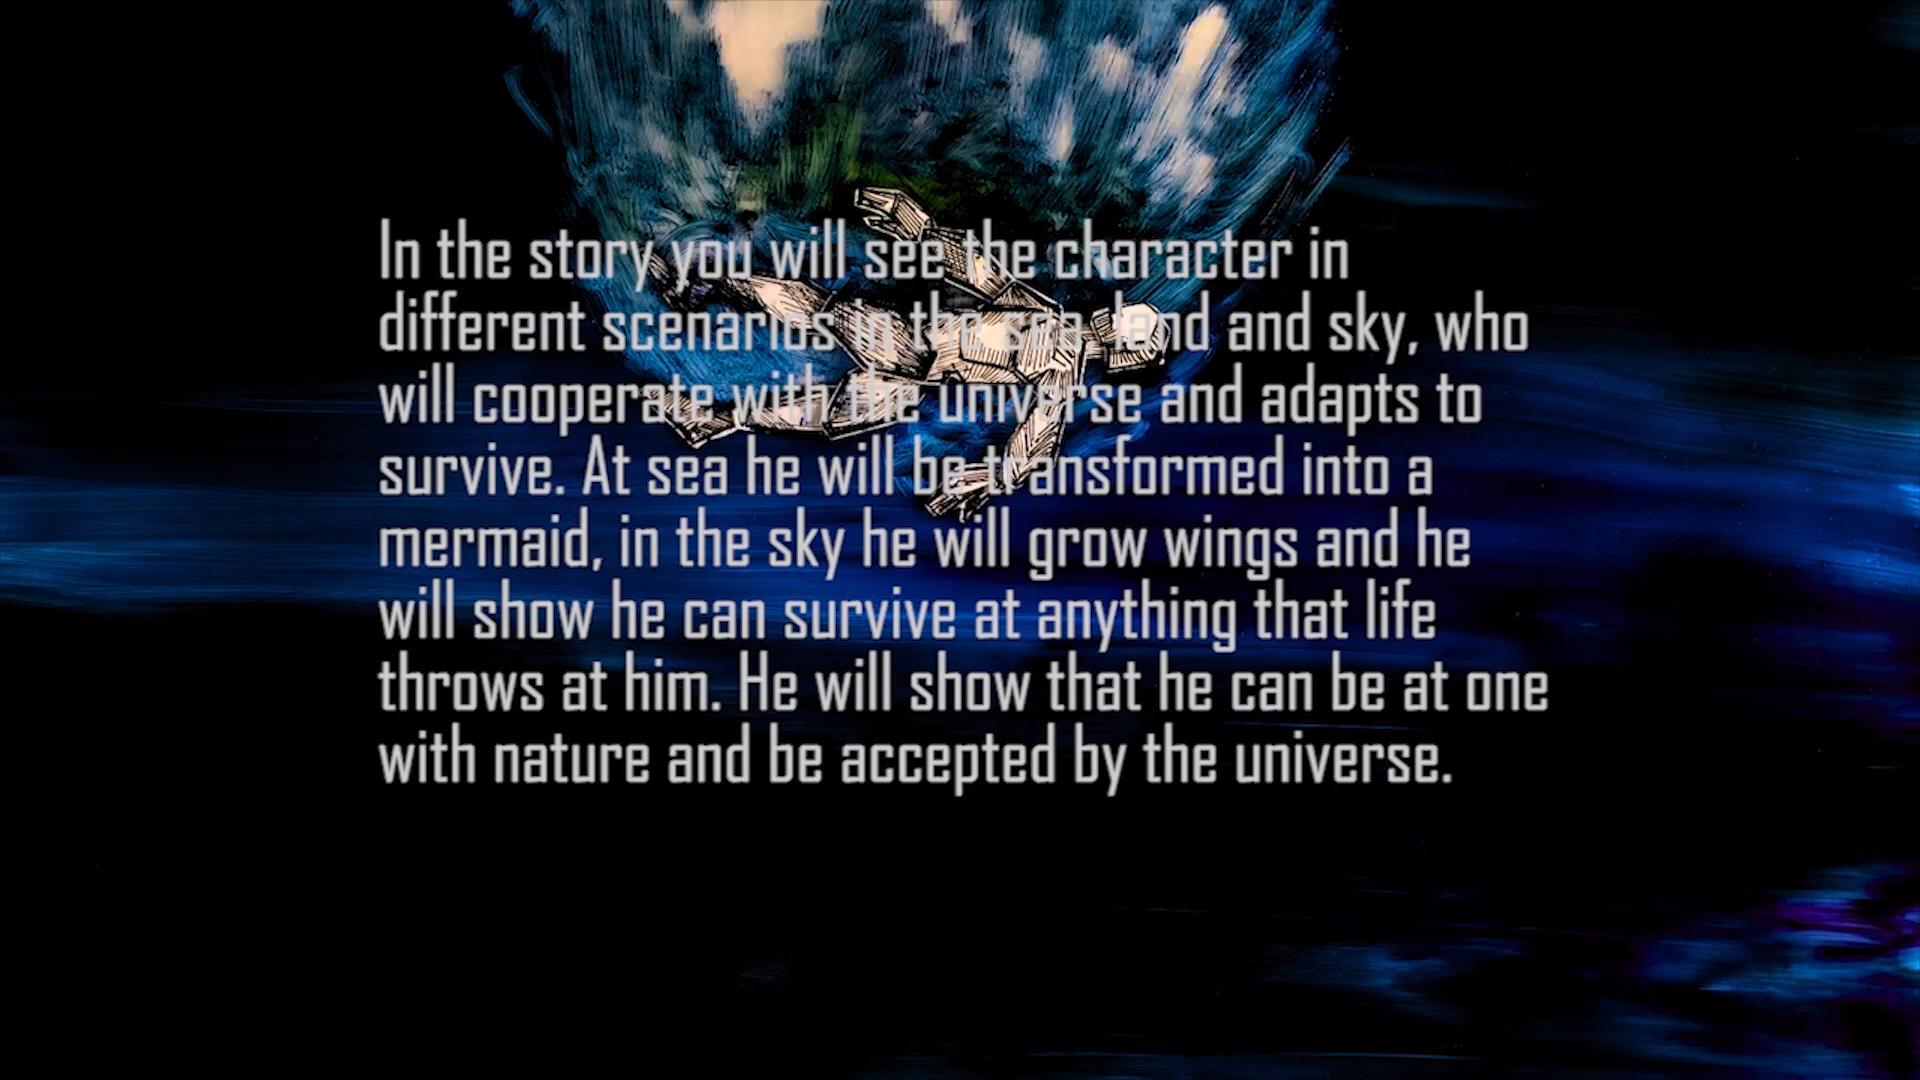 In the story you will see the character in
different scenarios in the sea, land and sky, who
will cooperate with the universe and adapts to
survive. At sea he will be transformed into a
mermaid, in the sky he will grow wings and he
will show he can survive at anything that life
throws at him. He will show that he can be at one
with nature and be accepted by the universe.